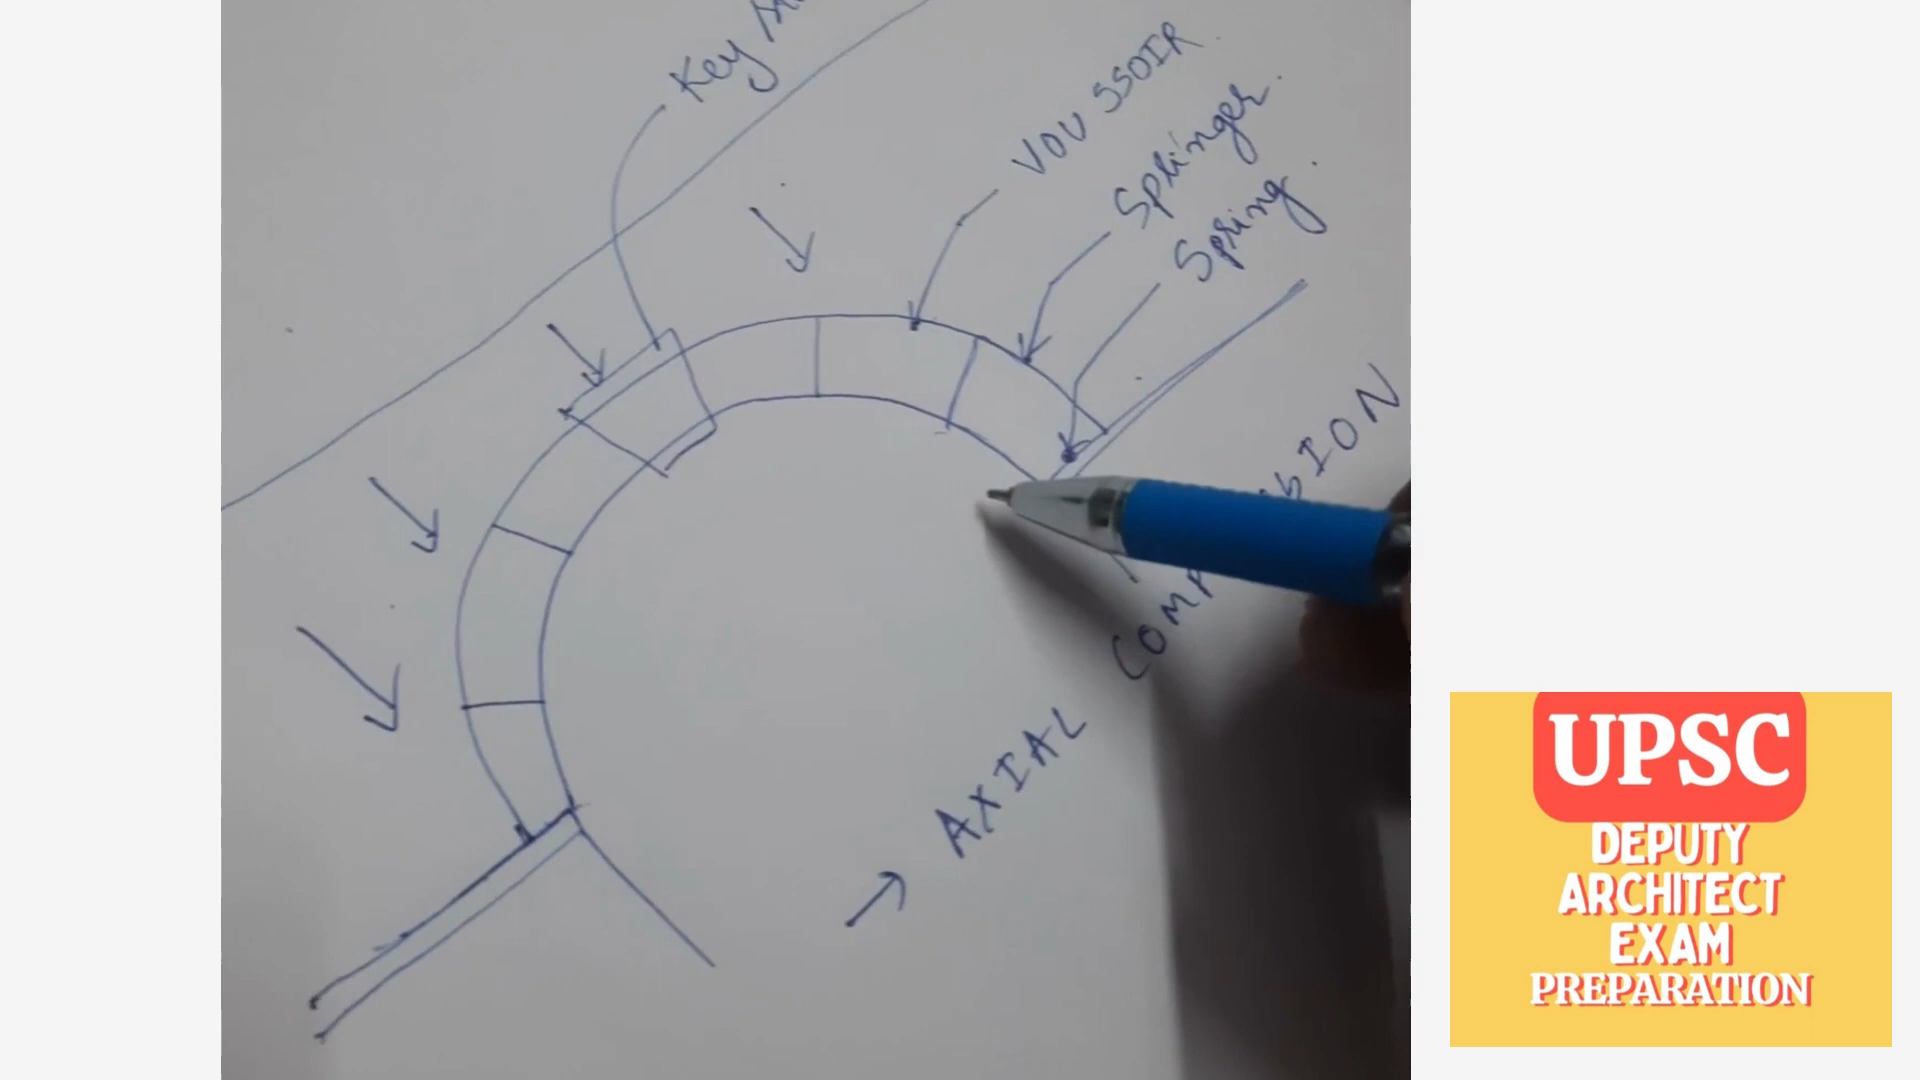 Key
VOUSSOIR
Springer
Spring
AXIAL COMP SION
UPSC
DEPUTY
ARCHITECT
EXAM
PREPARATION